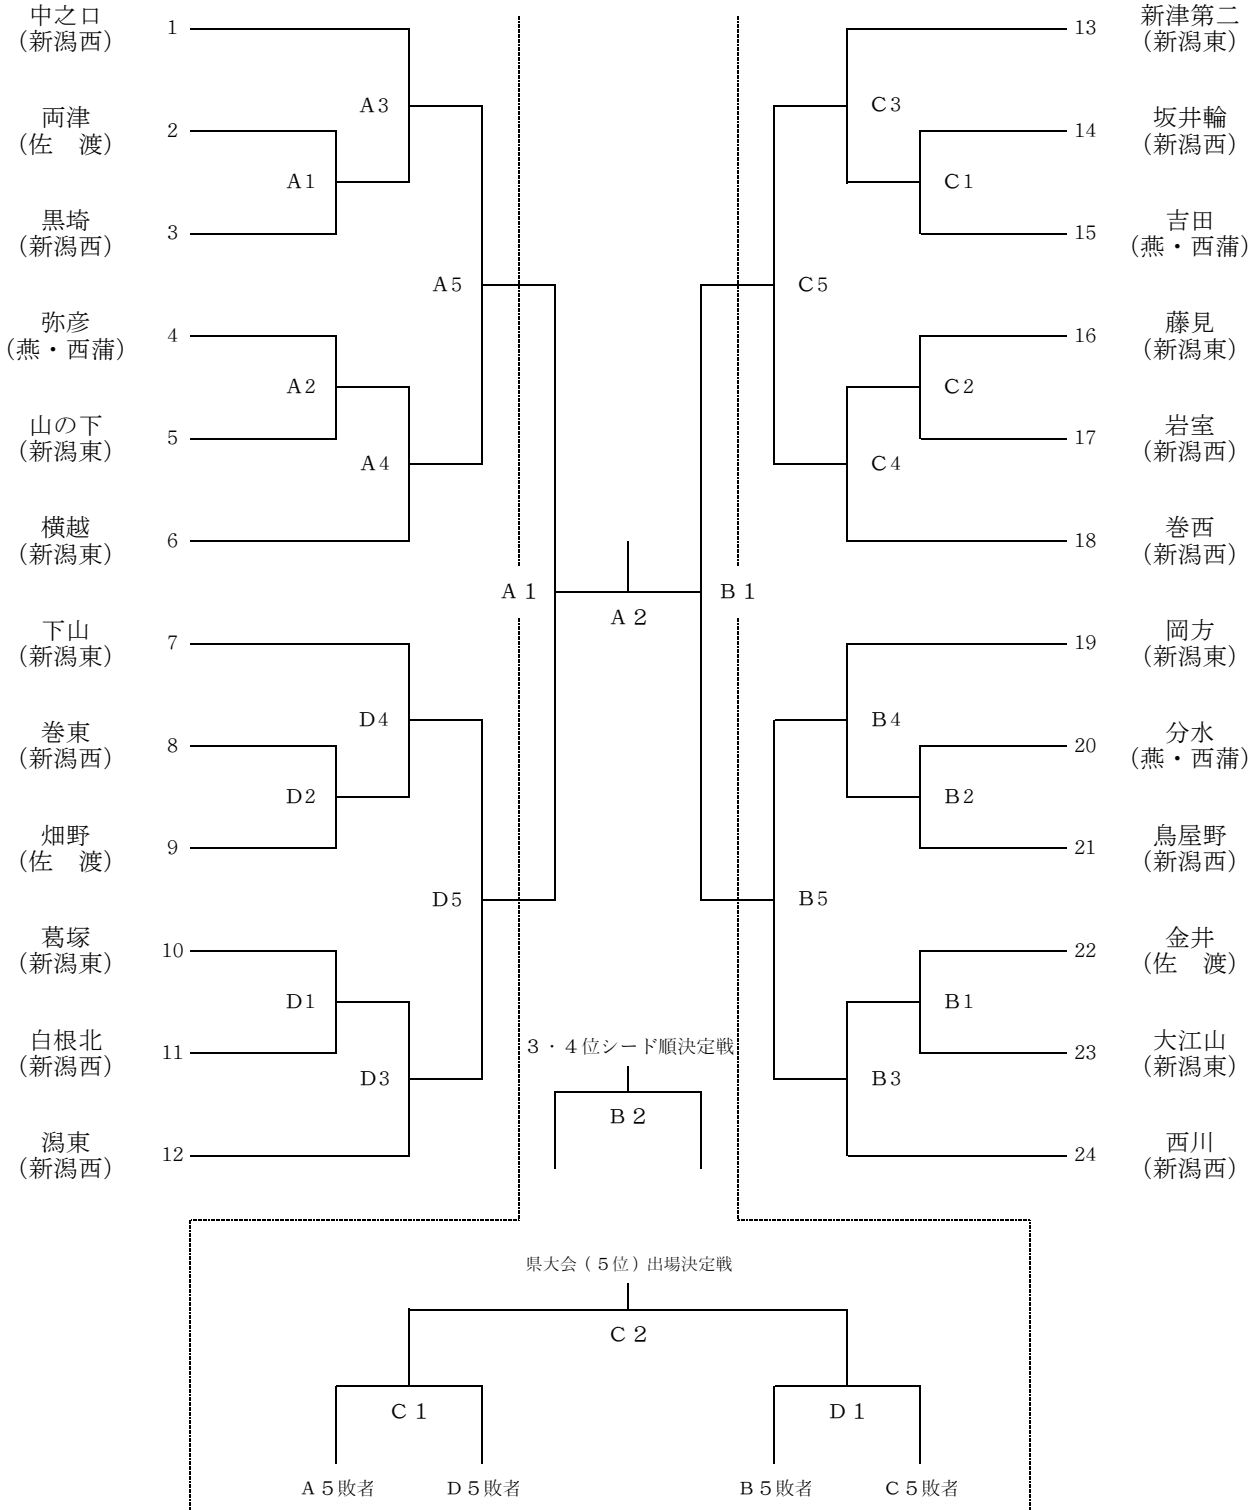 中之口
(新潟西)
1
両津
(佐　渡)
2
黒埼
(新潟西)
3
弥彦
(燕・西蒲)
4
山の下
(新潟東)
5
横越
(新潟東)
6
下山
(新潟東)
7
巻東
(新潟西)
8
畑野
(佐　渡)
9
葛塚
(新潟東)
10
白根北
(新潟西)
11
潟東
(新潟西)
12
A3
A1
A5
A2
A4
D4
D2
D5
D1
D3
A 1
A 2
B 1
C3
C1
C5
C2
C4
B4
B2
B5
B1
B3
13
新津第二
(新潟東)
14
坂井輪
(新潟西)
15
吉田
(燕・西蒲)
16
藤見
(新潟東)
17
岩室
(新潟西)
18
巻西
(新潟西)
19
岡方
(新潟東)
20
分水
(燕・西蒲)
21
鳥屋野
(新潟西)
22
金井
(佐　渡)
23
大江山
(新潟東)
24
西川
(新潟西)
３・４位シード順決定戦
B 2
県大会（５位）出場決定戦
C 2
C 1
D 1
A５敗者
D５敗者
B５敗者
C５敗者